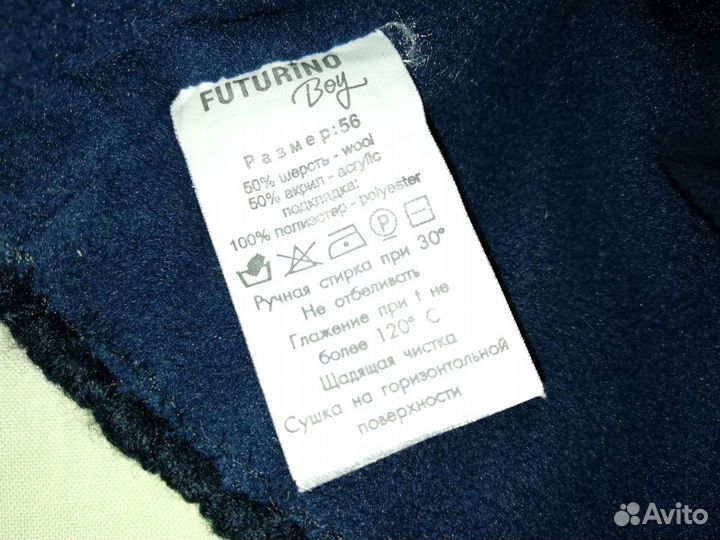 FUTURiNO
Boy
Размер:56
50% шерсть - wool
50% акрил - acrylic
подкладка:
100% полиэстер - polyester
P
Ручная стирка при 30°
Не отбеливать
Глажение при t не
более 120° С
Щадящая чистка
Сушка на горизонтальной
поверхности
Avito